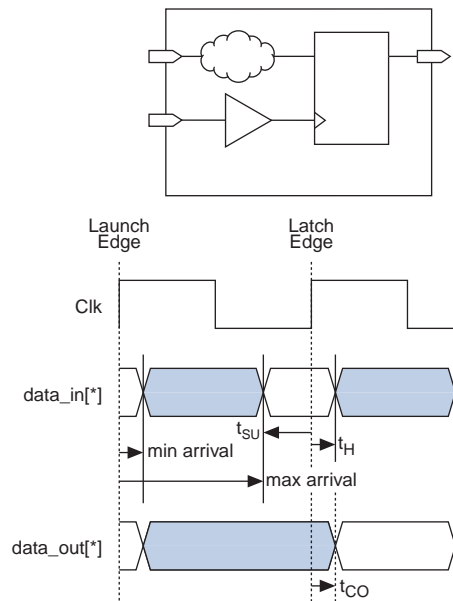 Launch
Edge
Latch
Edge
Clk
data_in[*]
tSU
tH
min arrival
max arrival
data_out[*]
tCO